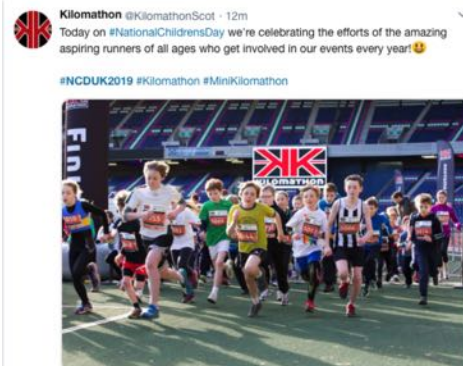 Kilomathon @KilomathonScot · 12m
Today on #NationalChildrensDay we're celebrating the efforts of the amazing
aspiring runners of all ages who get involved in our events every year!😃
#NCDUK2019 #Kilomathon #MiniKilomathon
KILOMATHON